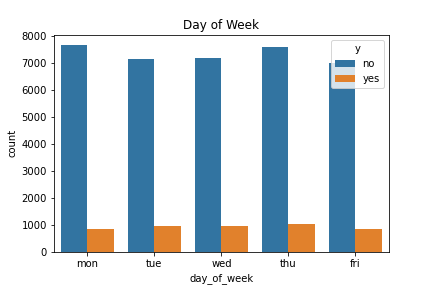 Day of Week
8000
7000
6000
5000
4000
3000
2000
1000
0
count
y
no
yes
mon tue wed thu fri
day_of_week